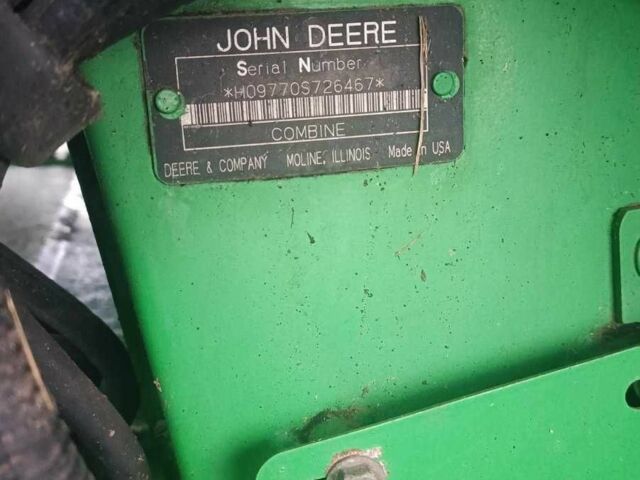 JOHN DEERE
Serial Number
*H09770S726467*
COMBINE
DEERE & COMPANY MOLINE, ILLINOIS Made in USA